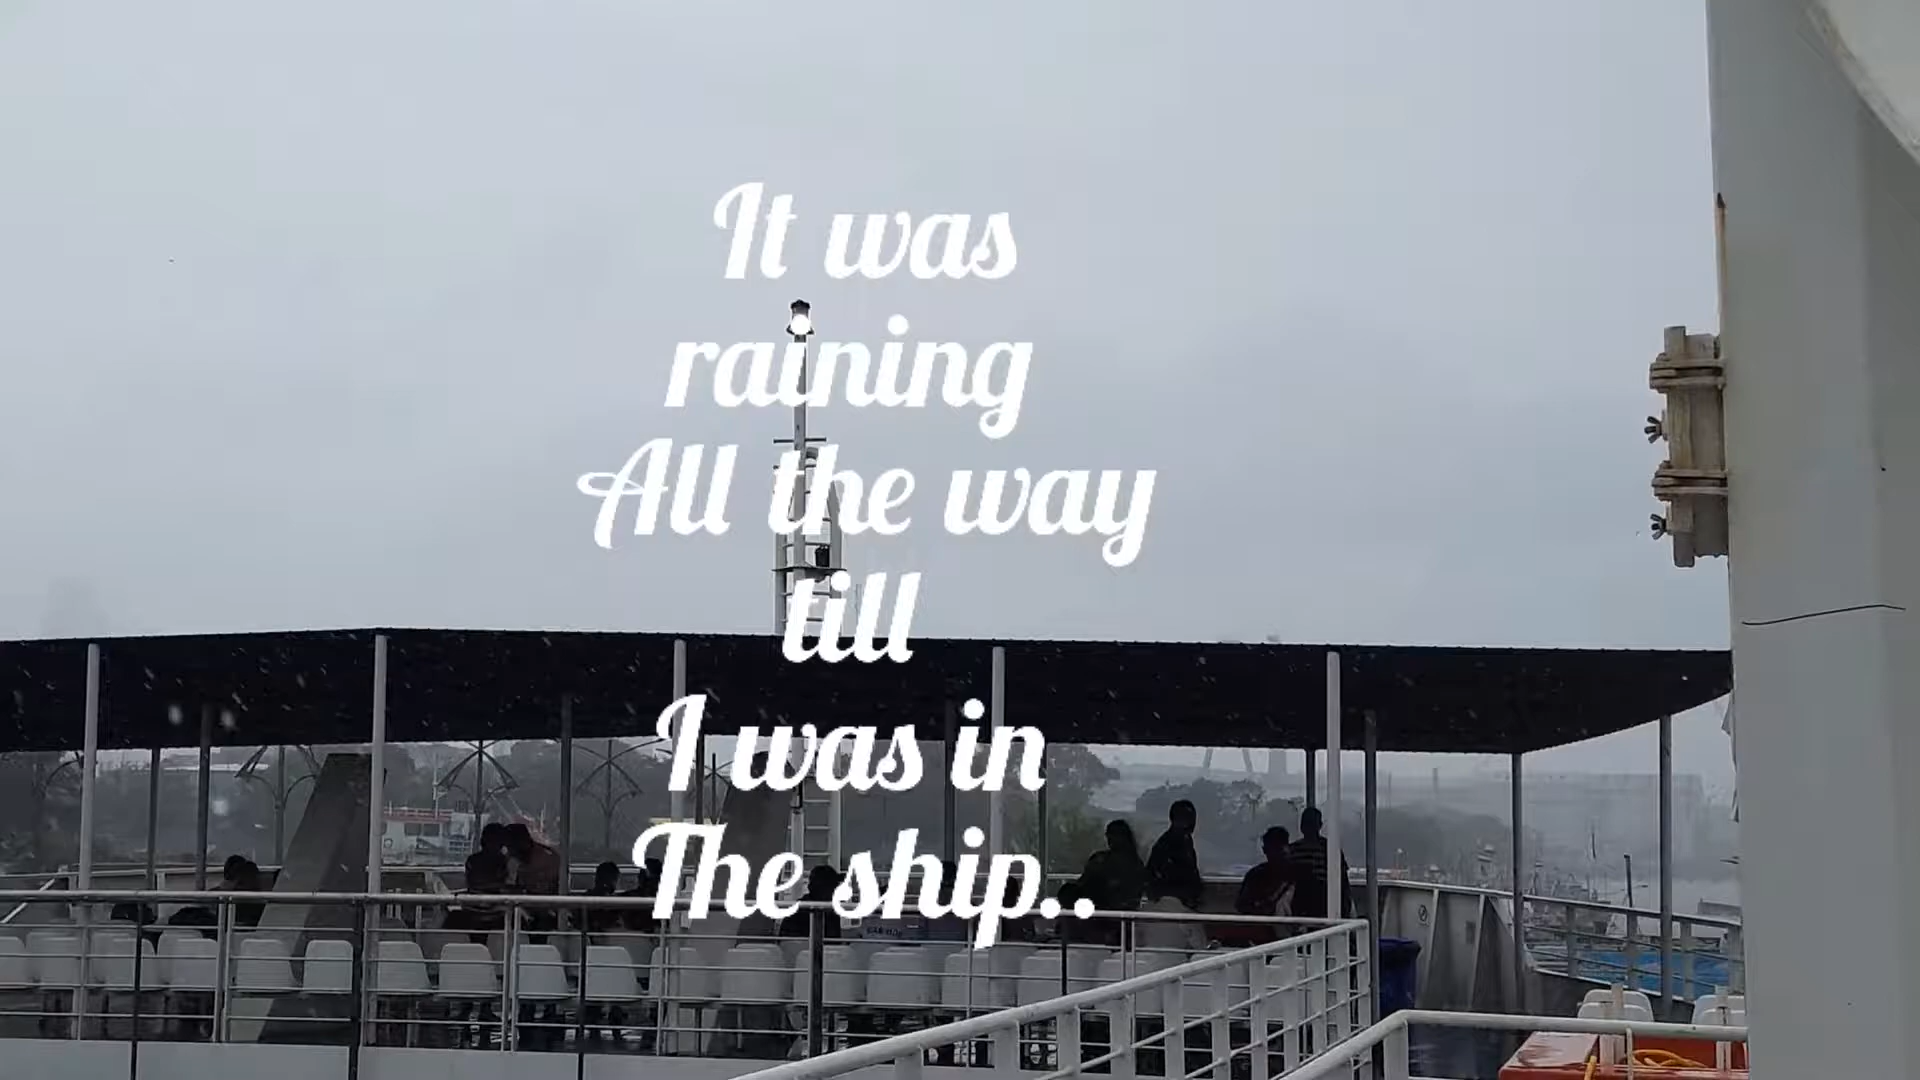 It was
raining
All the way
till
I was in
The ship..